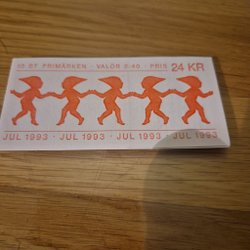 10 ST PRIMÄRKEN · VALÖR 2:40 · PRIS 24 KR
JUL 1993 · JUL 1993 · JUL 1993 · JUL 1993